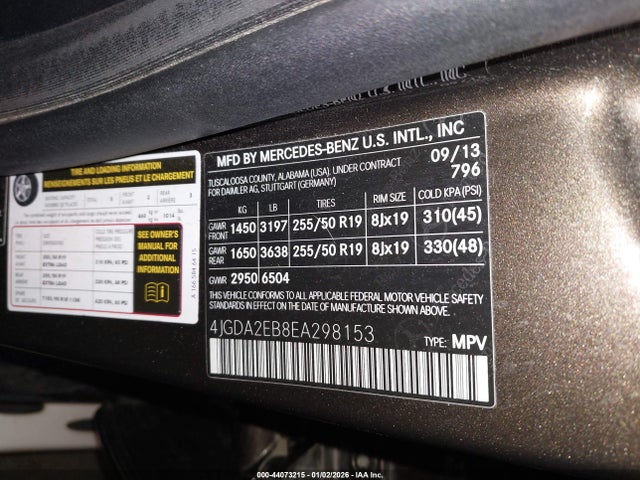 TIRE AND LOADING INFORMATION
RENSEIGNEMENTS SUR LES PNEUS ET LE CHARGEMENT
SEE OWNER'S
MANUAL FOR
ADDITIONAL
INFORMATION
A 166 584 64 15
MFD BY MERCEDES-BENZ U.S. INTL., INC
TUSCALOOSA COUNTY, ALABAMA (USA), UNDER CONTRACT 09/13
FOR DAIMLER AG, STUTTGART (GERMANY) 796
KG LB TIRES RIM SIZE COLD KPA (PSI)
GAWR FRONT 1450 3197 255/50 R19 8Jx19 310(45)
GAWR REAR 1650 3638 255/50 R19 8Jx19 330(48)
GWR 2950 6504
THIS VEHICLE CONFORMS TO ALL APPLICABLE FEDERAL MOTOR VEHICLE SAFETY
STANDARDS IN EFFECT ON THE DATE OF MANUFACTURE SHOWN ABOVE.
4JGDA2EB8EA298153
TYPE: MPV
000-44073215 - 01/02/2026 - IAA Inc.